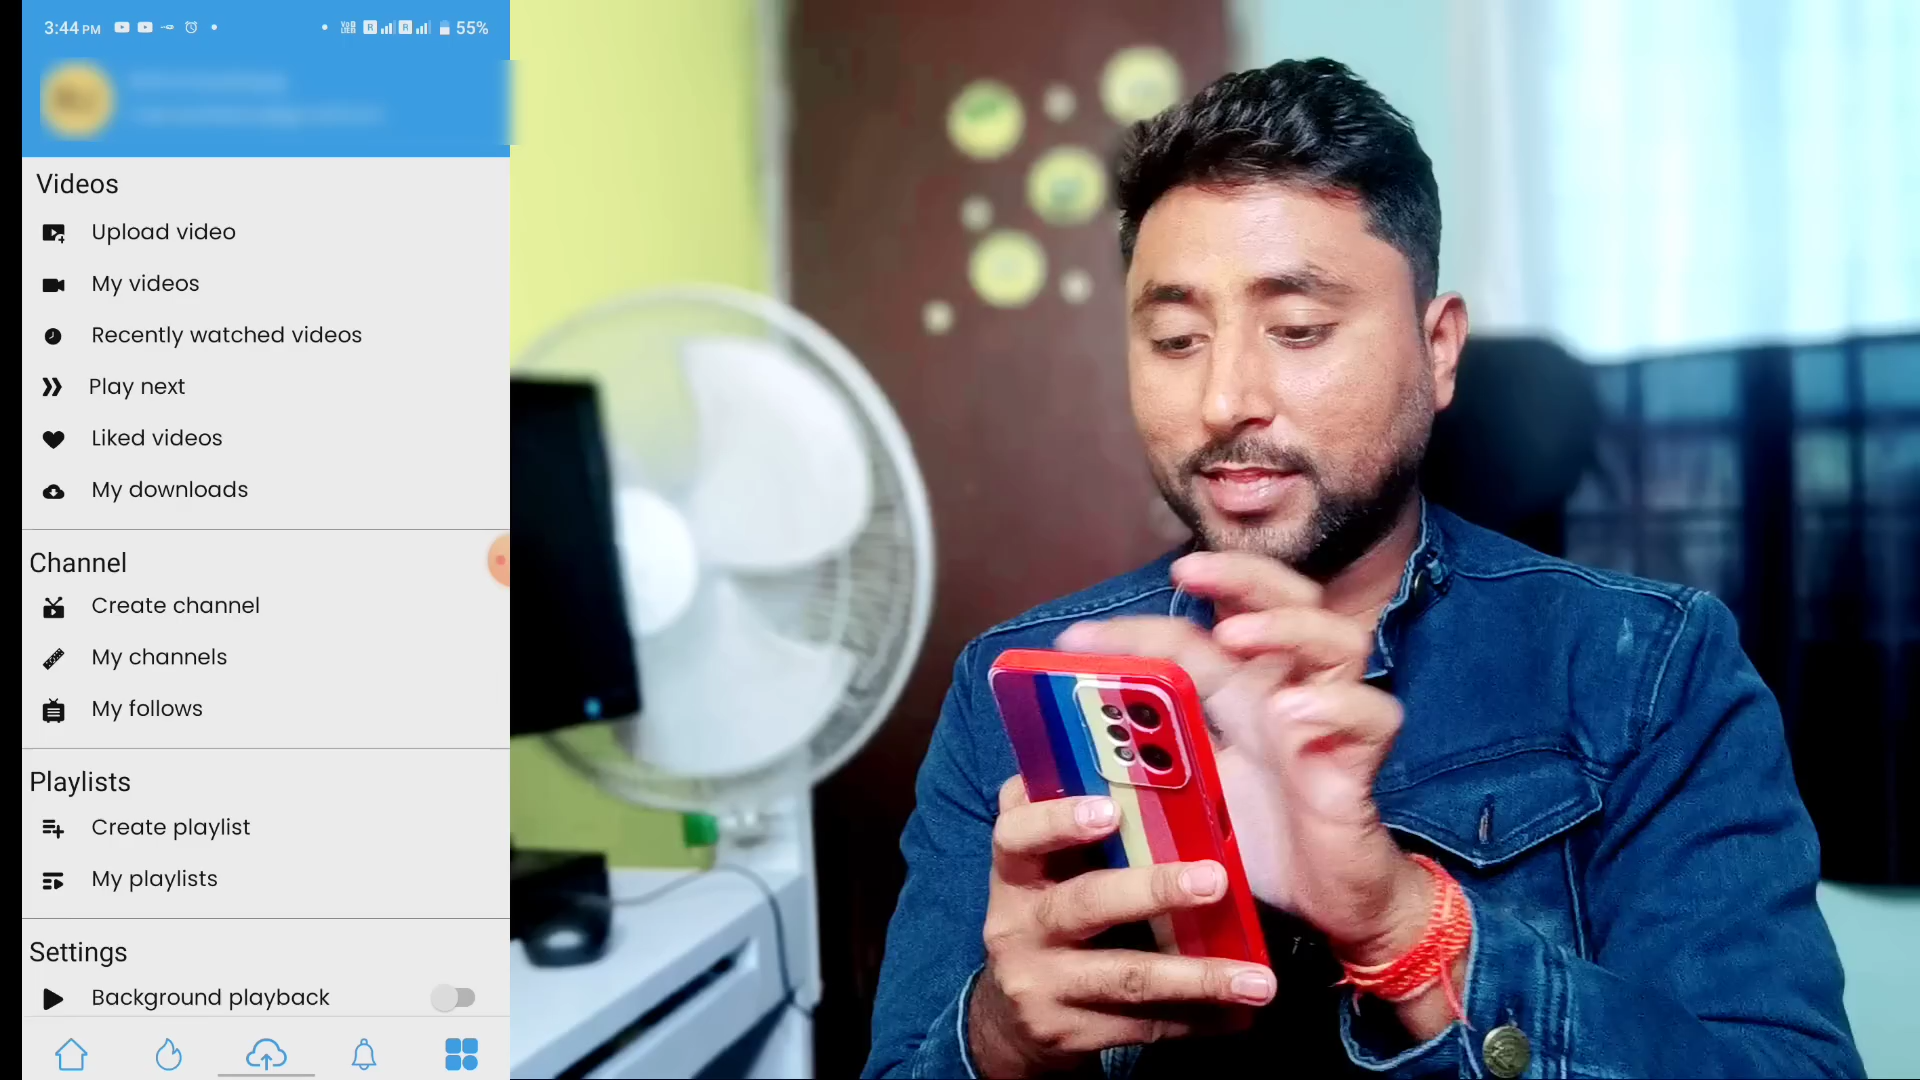 3:44 PM
55%
Videos
Upload video
My videos
Recently watched videos
Play next
Liked videos
My downloads
Channel
Create channel
My channels
My follows
Playlists
Create playlist
My playlists
Settings
Background playback